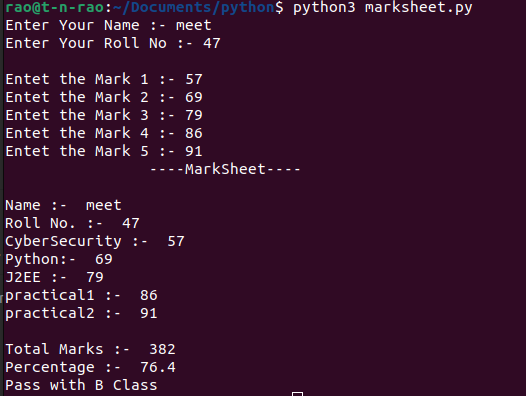 rao@t-n-rao:~/Documents/python$ python3 marksheet.py
Enter Your Name :- meet
Enter Your Roll No :- 47
Entet the Mark 1 :- 57
Entet the Mark 2 :- 69
Entet the Mark 3 :- 79
Entet the Mark 4 :- 86
Entet the Mark 5 :- 91
----MarkSheet----
Name :-  meet
Roll No. :-  47
CyberSecurity :-  57
Python:-  69
J2EE :-  79
practical1 :-  86
practical2 :-  91
Total Marks :-  382
Percentage :-  76.4
Pass with B Class